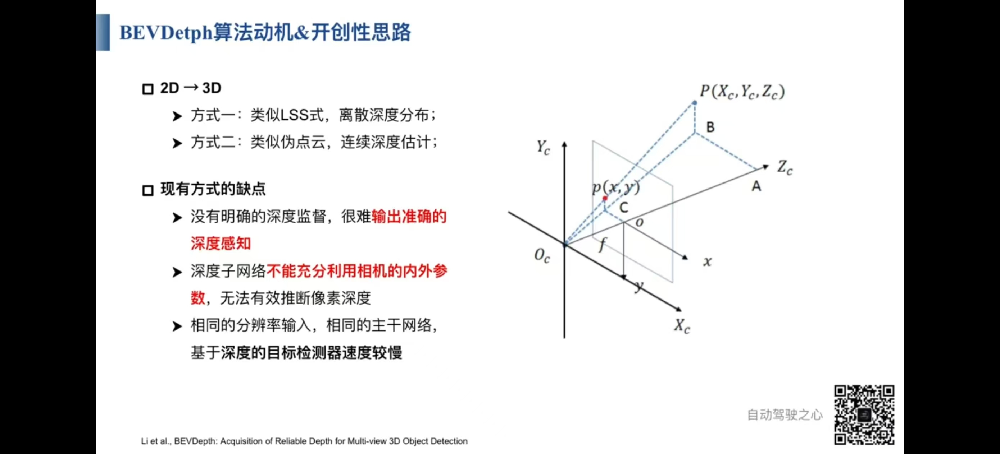 BEVDetph算法动机&开创性思路
2D→3D
方式一：类似LSS式，离散深度分布；
方式二：类似伪点云，连续深度估计；
现有方式的缺点
没有明确的深度监督，很难输出准确的
深度感知
深度子网络不能充分利用相机的内外参
数，无法有效推断像素深度
相同的分辨率输入，相同的主干网络，
基于深度的目标检测器速度较慢
P(Xc,Yc,Zc)
B
Yc
Zc
A
p(x,y)
C
o
f
Oc
x
y
Xc
自动驾驶之心
Li et al., BEVDepth: Acquisition of Reliable Depth for Multi-view 3D Object Detection